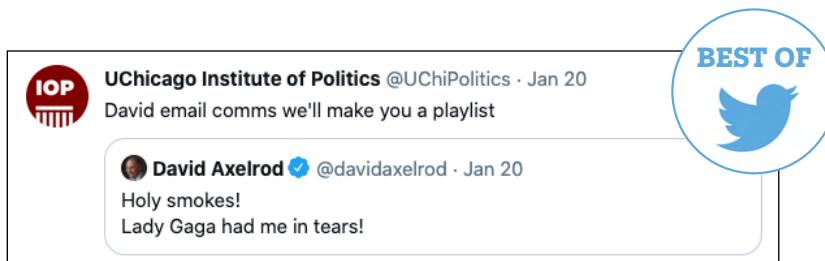 BEST OF
IOP
UChicago Institute of Politics @UChiPolitics · Jan 20
David email comms we'll make you a playlist
David Axelrod @davidaxelrod · Jan 20
Holy smokes!
Lady Gaga had me in tears!